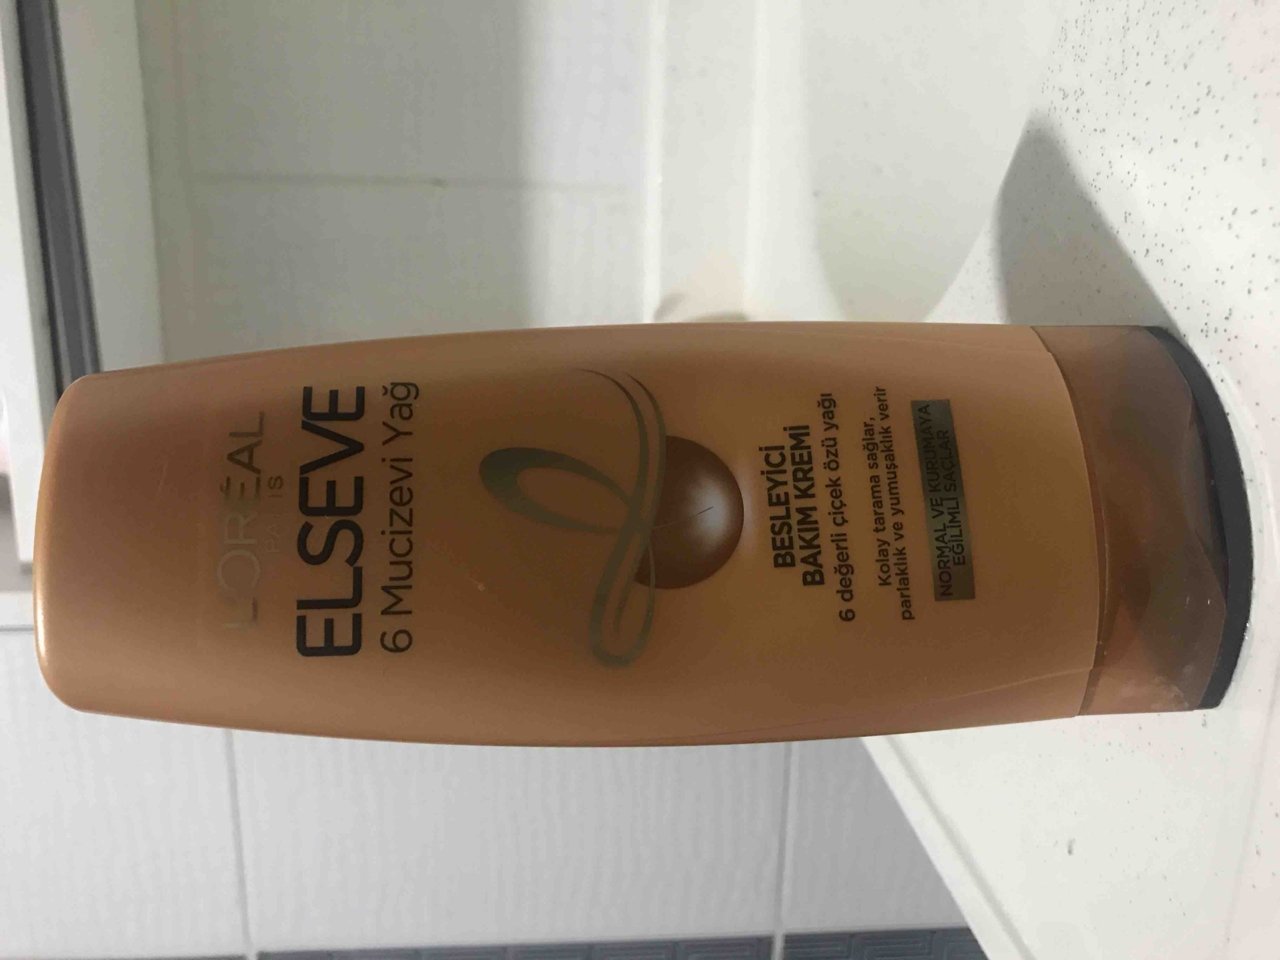 L'ORÉAL
PARIS
ELSEVE
6 Mucizevi Yağ
BESLEYİCİ
BAKIM KREMİ
6 değerli çiçek özü yağı
Kolay tarama sağlar,
parlaklık ve yumuşaklık verir
NORMAL VE KURUMAYA
EĞİLİMLİ SAÇLAR